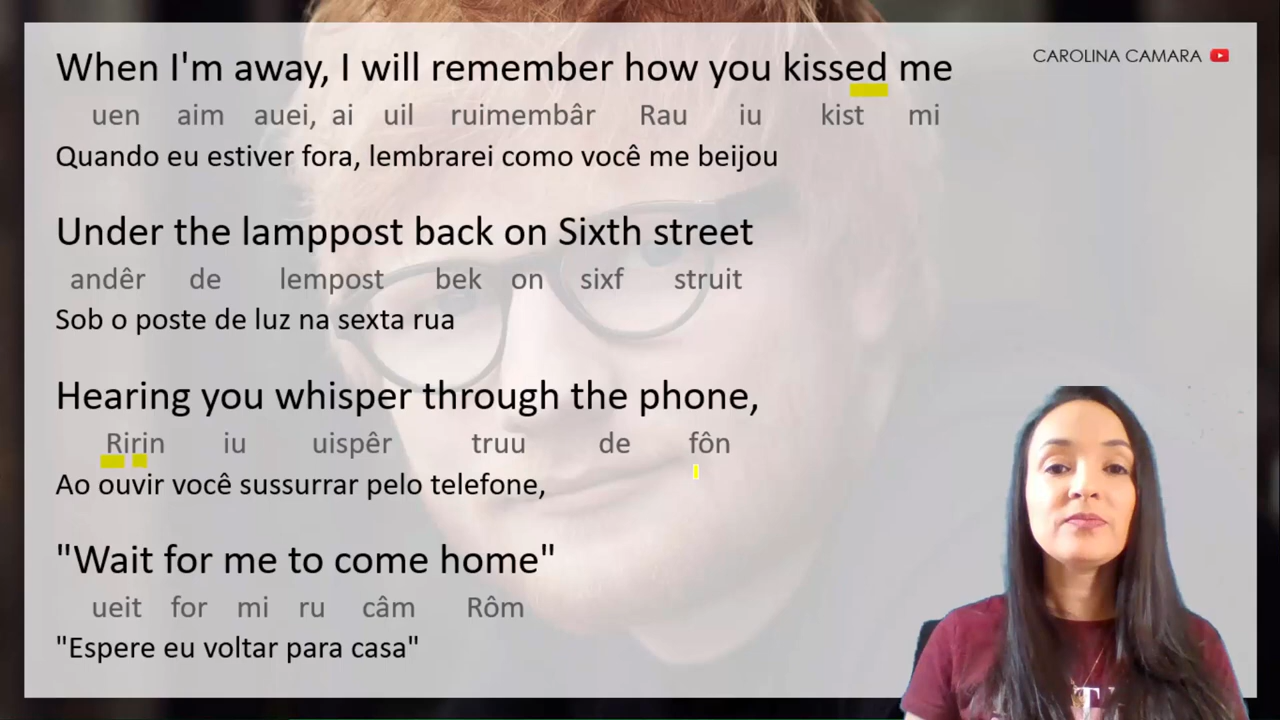 CAROLINA CAMARA
When I'm away, I will remember how you kissed me
uen aim auei, ai uil ruimembâr Rau iu kist mi
Quando eu estiver fora, lembrarei como você me beijou
Under the lamppost back on Sixth street
andêr de lempost bek on sixf struit
Sob o poste de luz na sexta rua
Hearing you whisper through the phone,
Ririn iu uispêr truu de fôn
Ao ouvir você sussurrar pelo telefone,
"Wait for me to come home"
ueit for mi ru câm Rôm
"Espere eu voltar para casa"